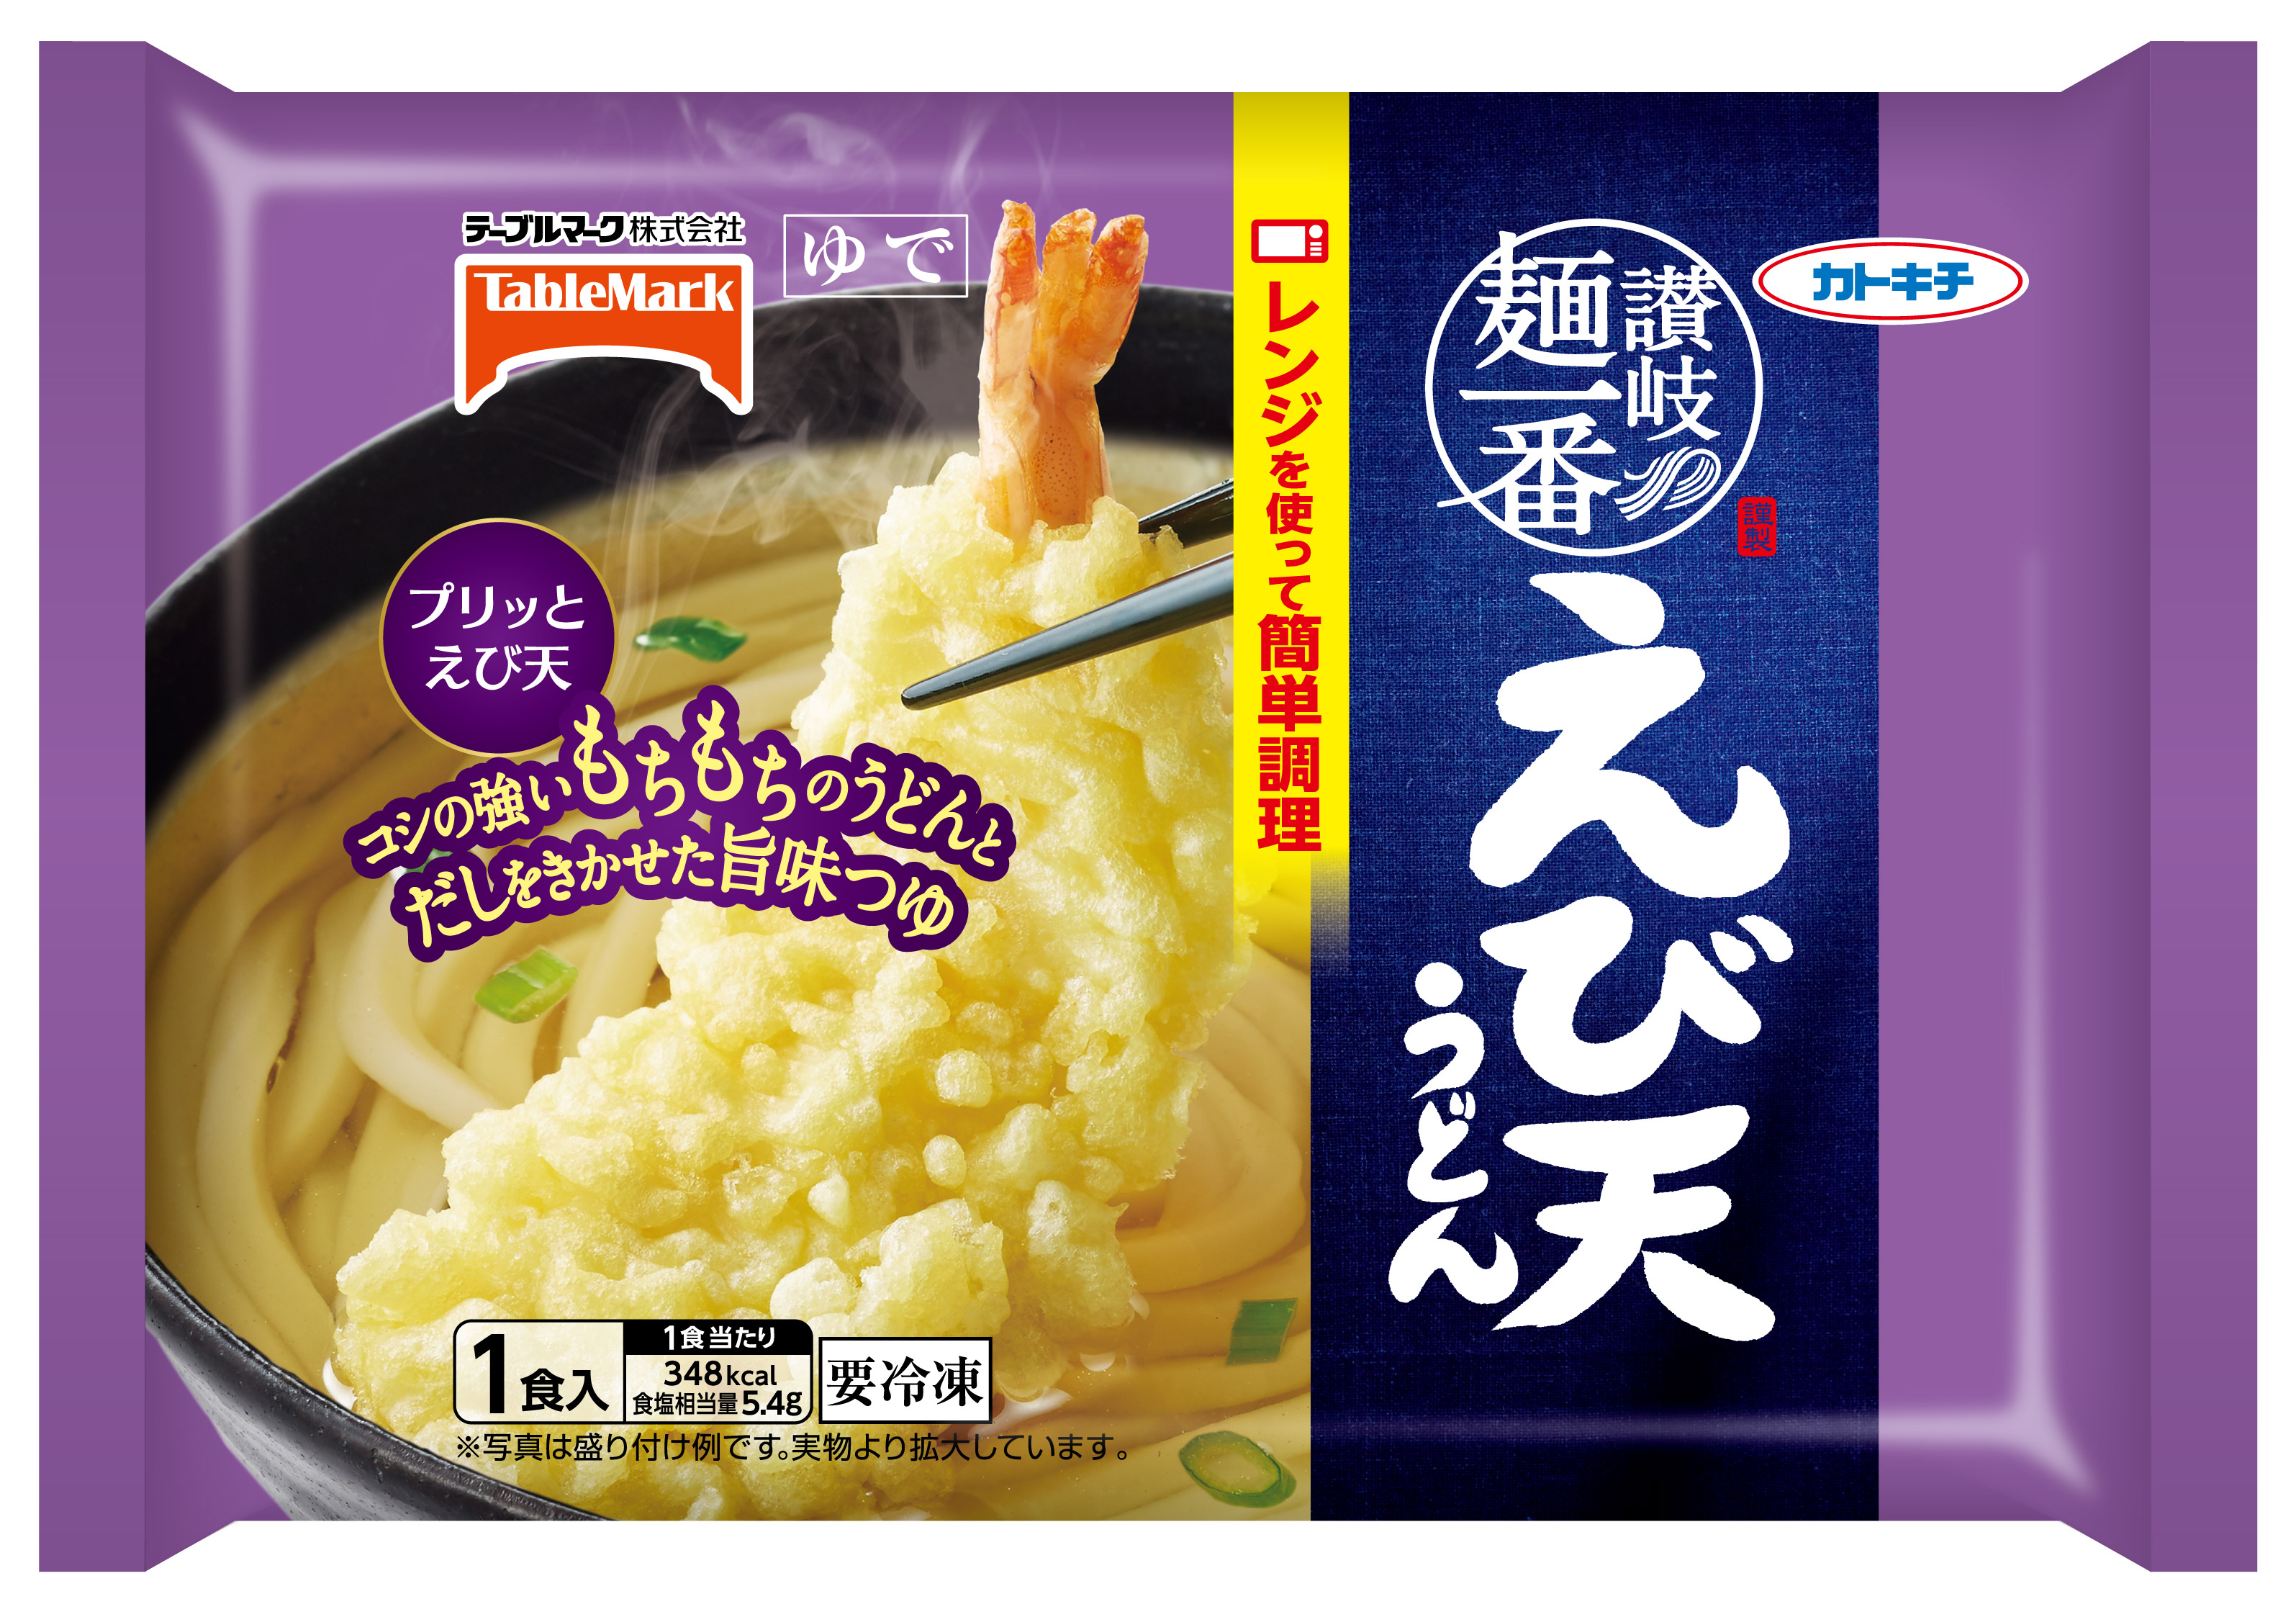 テーブルマーク株式会社
TableMark
ゆで
プリッと
えび天
コシの強いもちもちのうどんと
だしをきかせた旨味つゆ
レンジを使って簡単調理
讃岐
麺一番
謹製
カトキチ
えび天
うどん
1食入
1食当たり
348kcal
食塩相当量5.4g
要冷凍
※写真は盛り付け例です。実物より拡大しています。